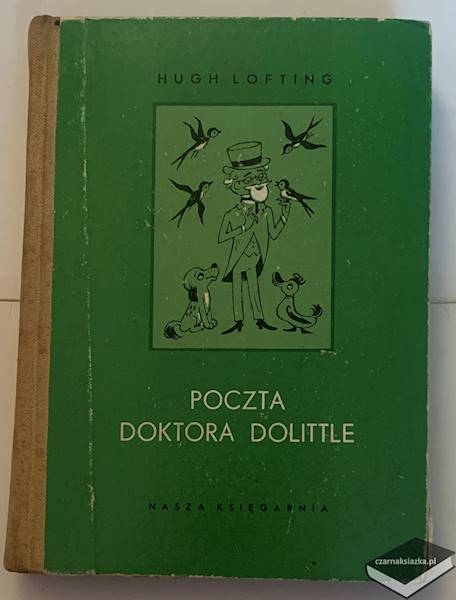 HUGH LOFTING
POCZTA
DOKTORA DOLITTLE
NASZA KSIĘGARNIA
czarnaksiazka.pl